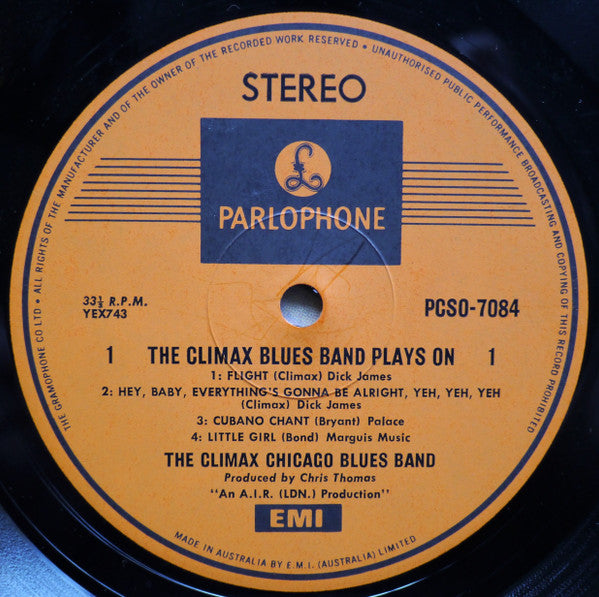 THE GRAMOPHONE CO LTD • ALL RIGHTS OF THE MANUFACTURER AND OF THE OWNER OF THE RECORDED WORK RESERVED • UNAUTHORISED PUBLIC PERFORMANCE BROADCASTING AND COPYING OF THIS RECORD PROHIBITED
STEREO
£
PARLOPHONE
33⅓ R.P.M.
YEX743
PCSO-7084
1 THE CLIMAX BLUES BAND PLAYS ON 1
1: FLIGHT (Climax) Dick James
2: HEY, BABY, EVERYTHING'S GONNA BE ALRIGHT, YEH, YEH, YEH
(Climax) Dick James
3: CUBANO CHANT (Bryant) Palace
4: LITTLE GIRL (Bond) Marguis Music
THE CLIMAX CHICAGO BLUES BAND
Produced by Chris Thomas
"An A.I.R. (LDN.) Production"
EMI
MADE IN AUSTRALIA BY E.M.I. (AUSTRALIA) LIMITED